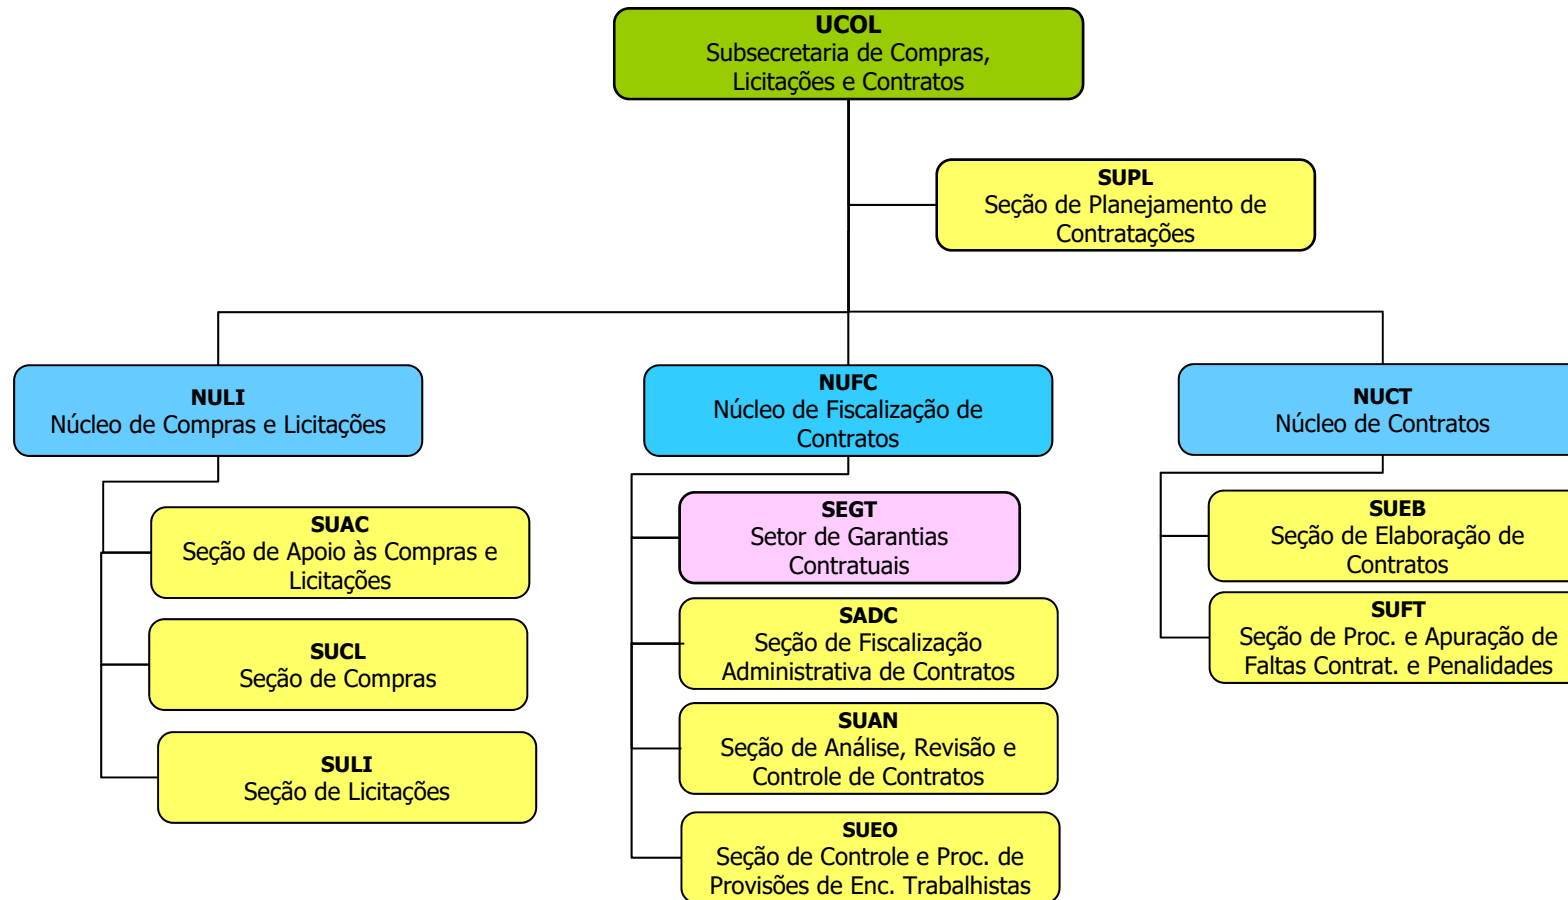 UCOL
Subsecretaria de Compras,
Licitações e Contratos
SUPL
Seção de Planejamento de
Contratações
NULI
Núcleo de Compras e Licitações
NUFC
Núcleo de Fiscalização de
Contratos
NUCT
Núcleo de Contratos
SUAC
Seção de Apoio às Compras e
Licitações
SUCL
Seção de Compras
SULI
Seção de Licitações
SEGT
Setor de Garantias
Contratuais
SADC
Seção de Fiscalização
Administrativa de Contratos
SUAN
Seção de Análise, Revisão e
Controle de Contratos
SUEO
Seção de Controle e Proc. de
Provisões de Enc. Trabalhistas
SUEB
Seção de Elaboração de
Contratos
SUFT
Seção de Proc. e Apuração de
Faltas Contrat. e Penalidades